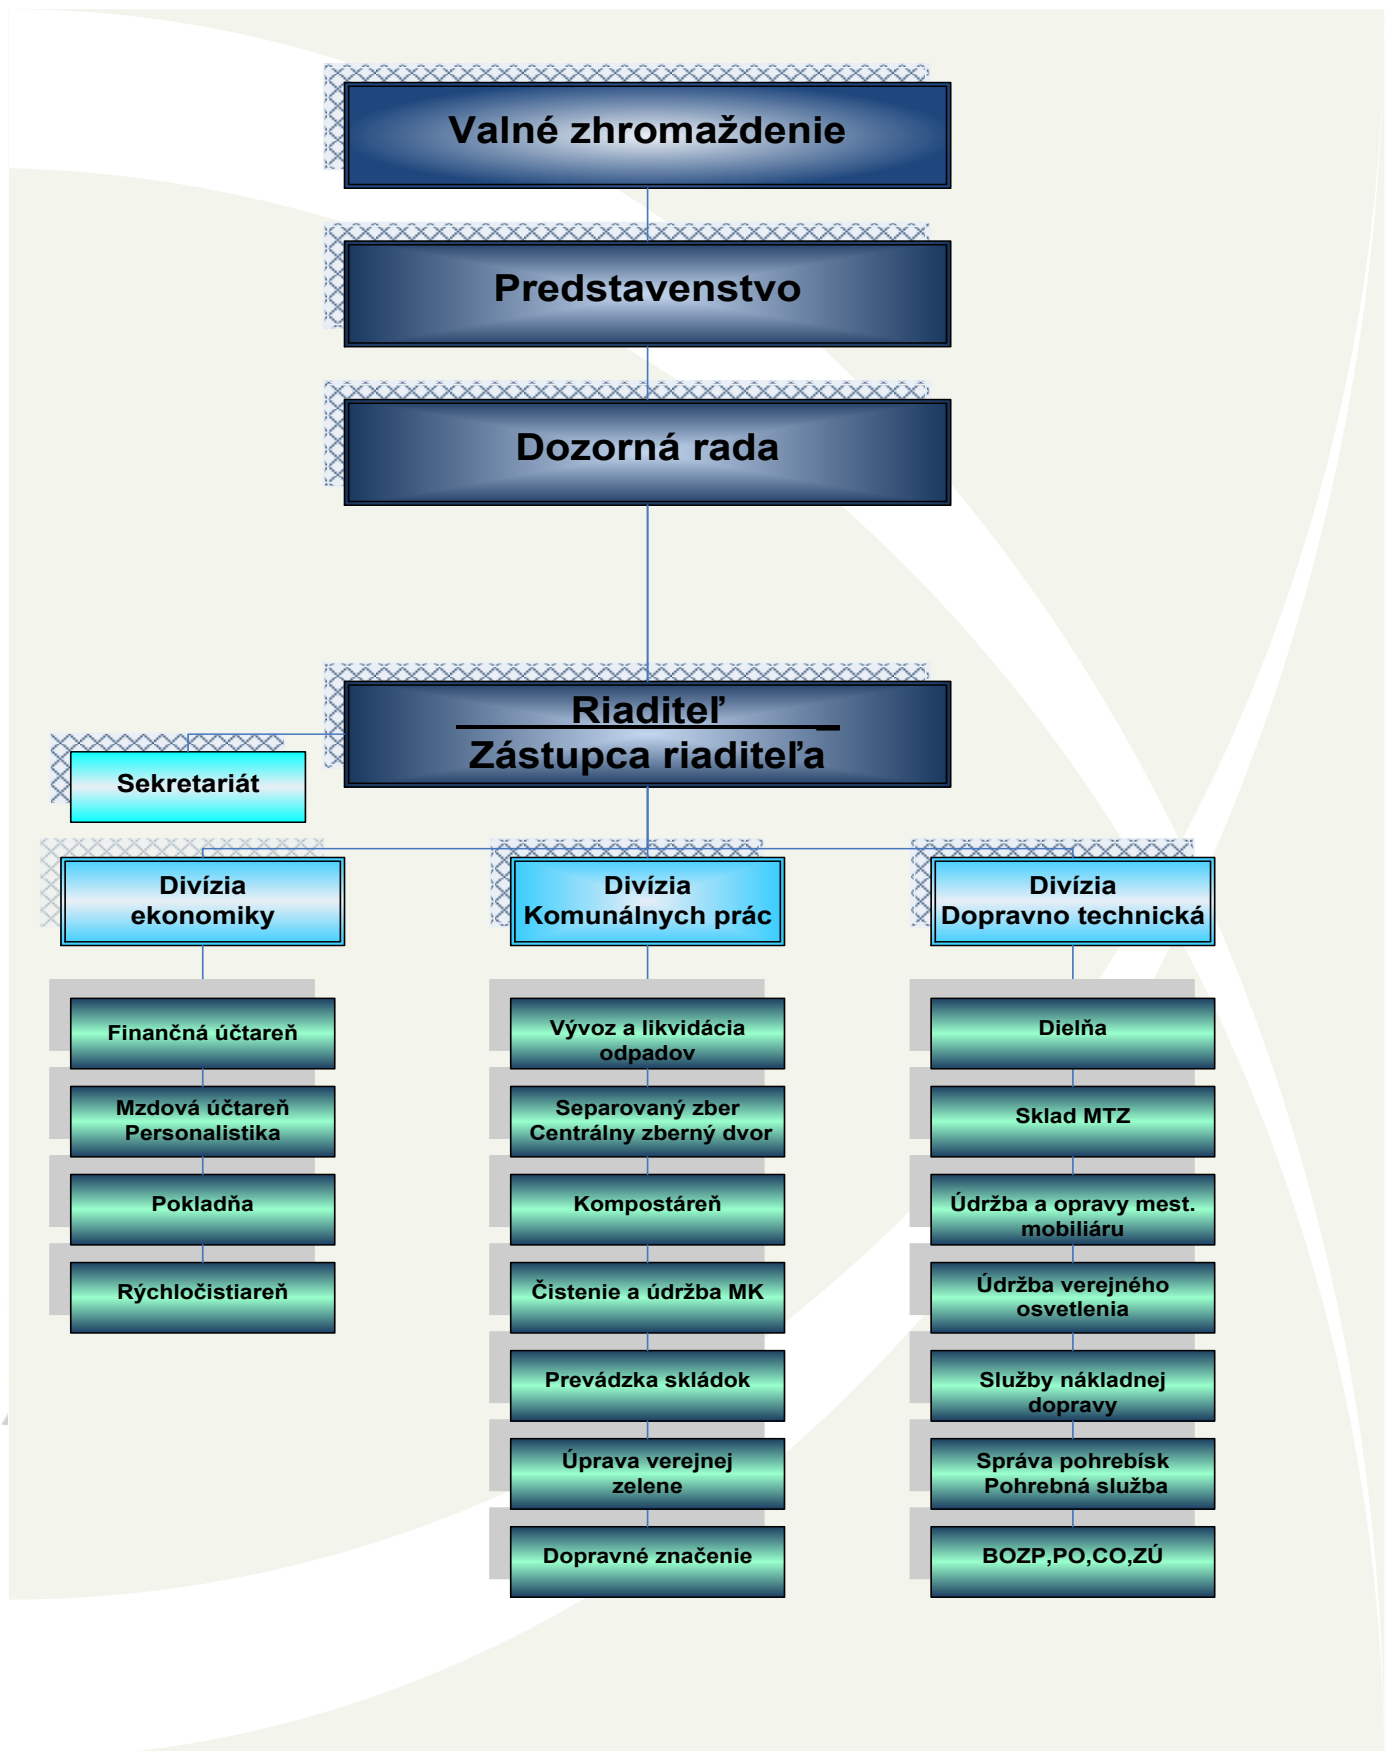 Valné zhromaždenie
Predstavenstvo
Dozorná rada
Riaditeľ
Zástupca riaditeľa
Sekretariát
Divízia
ekonomiky
Finančná účtareň
Mzdová účtareň
Personalistika
Pokladňa
Rýchločistiareň
Divízia
Komunálnych prác
Vývoz a likvidácia
odpadov
Separovaný zber
Centrálny zberný dvor
Kompostáreň
Čistenie a údržba MK
Prevádzka skládok
Úprava verejnej
zelene
Dopravné značenie
Divízia
Dopravno technická
Dielňa
Sklad MTZ
Údržba a opravy mest.
mobiliáru
Údržba verejného
osvetlenia
Služby nákladnej
dopravy
Správa pohrebísk
Pohrebná služba
BOZP,PO,CO,ZÚ